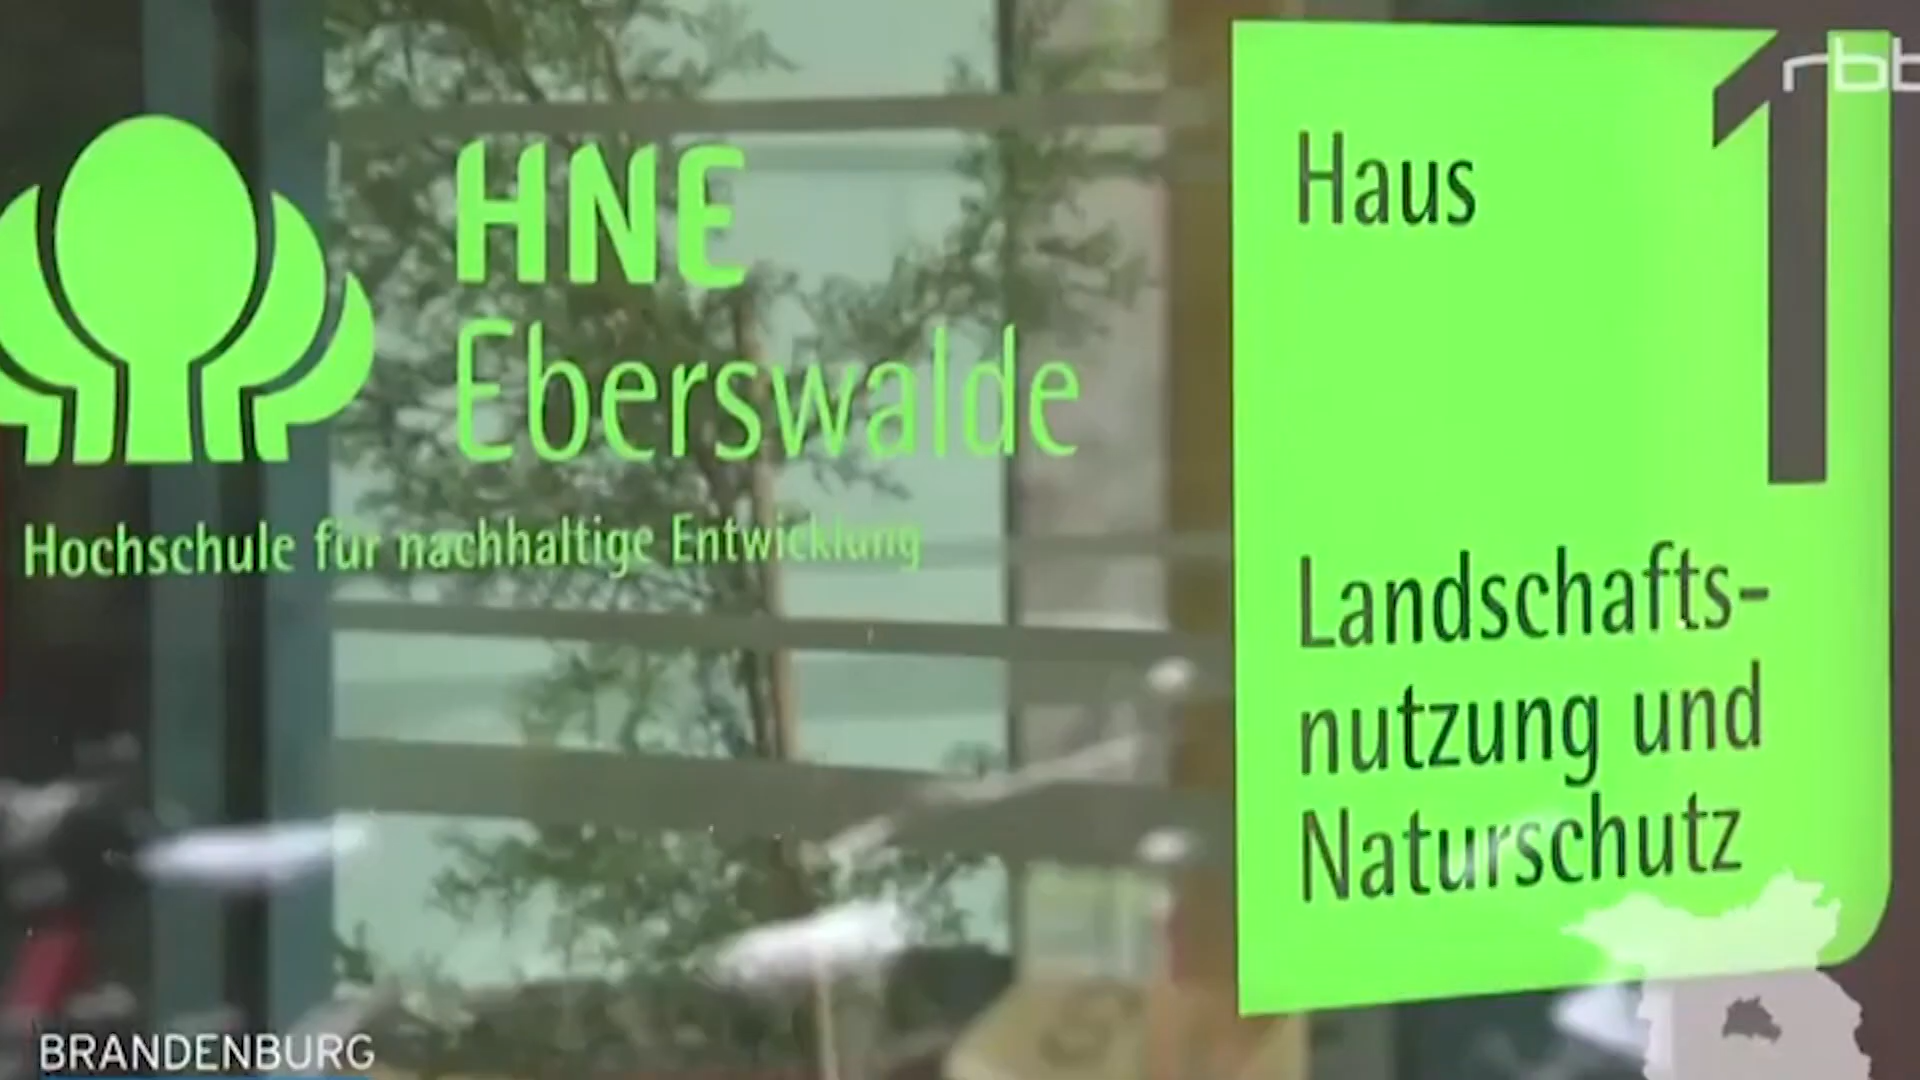 HNE
Eberswalde
Hochschule für nachhaltige Entwicklung
Haus 1
Landschafts-
nutzung und
Naturschutz
rbb
BRANDENBURG